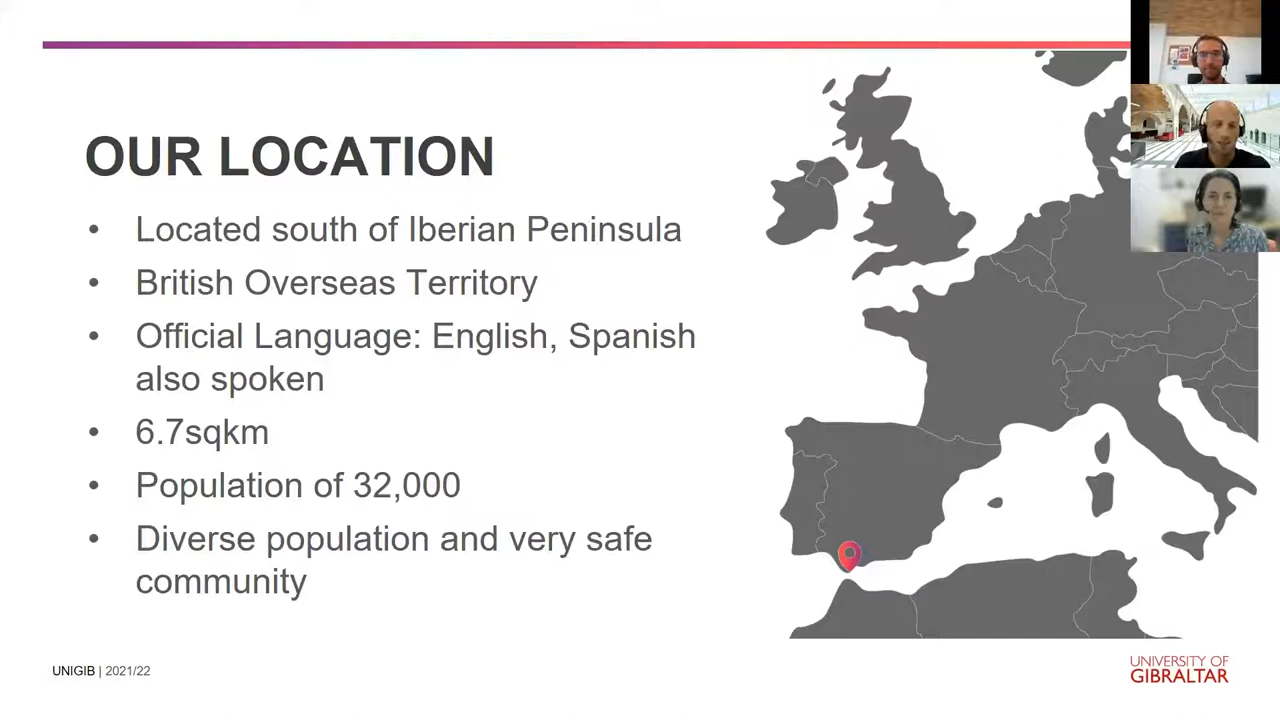 OUR LOCATION
• Located south of Iberian Peninsula
• British Overseas Territory
• Official Language: English, Spanish
also spoken
• 6.7sqkm
• Population of 32,000
• Diverse population and very safe
community
UNIGIB | 2021/22
UNIVERSITY OF
GIBRALTAR